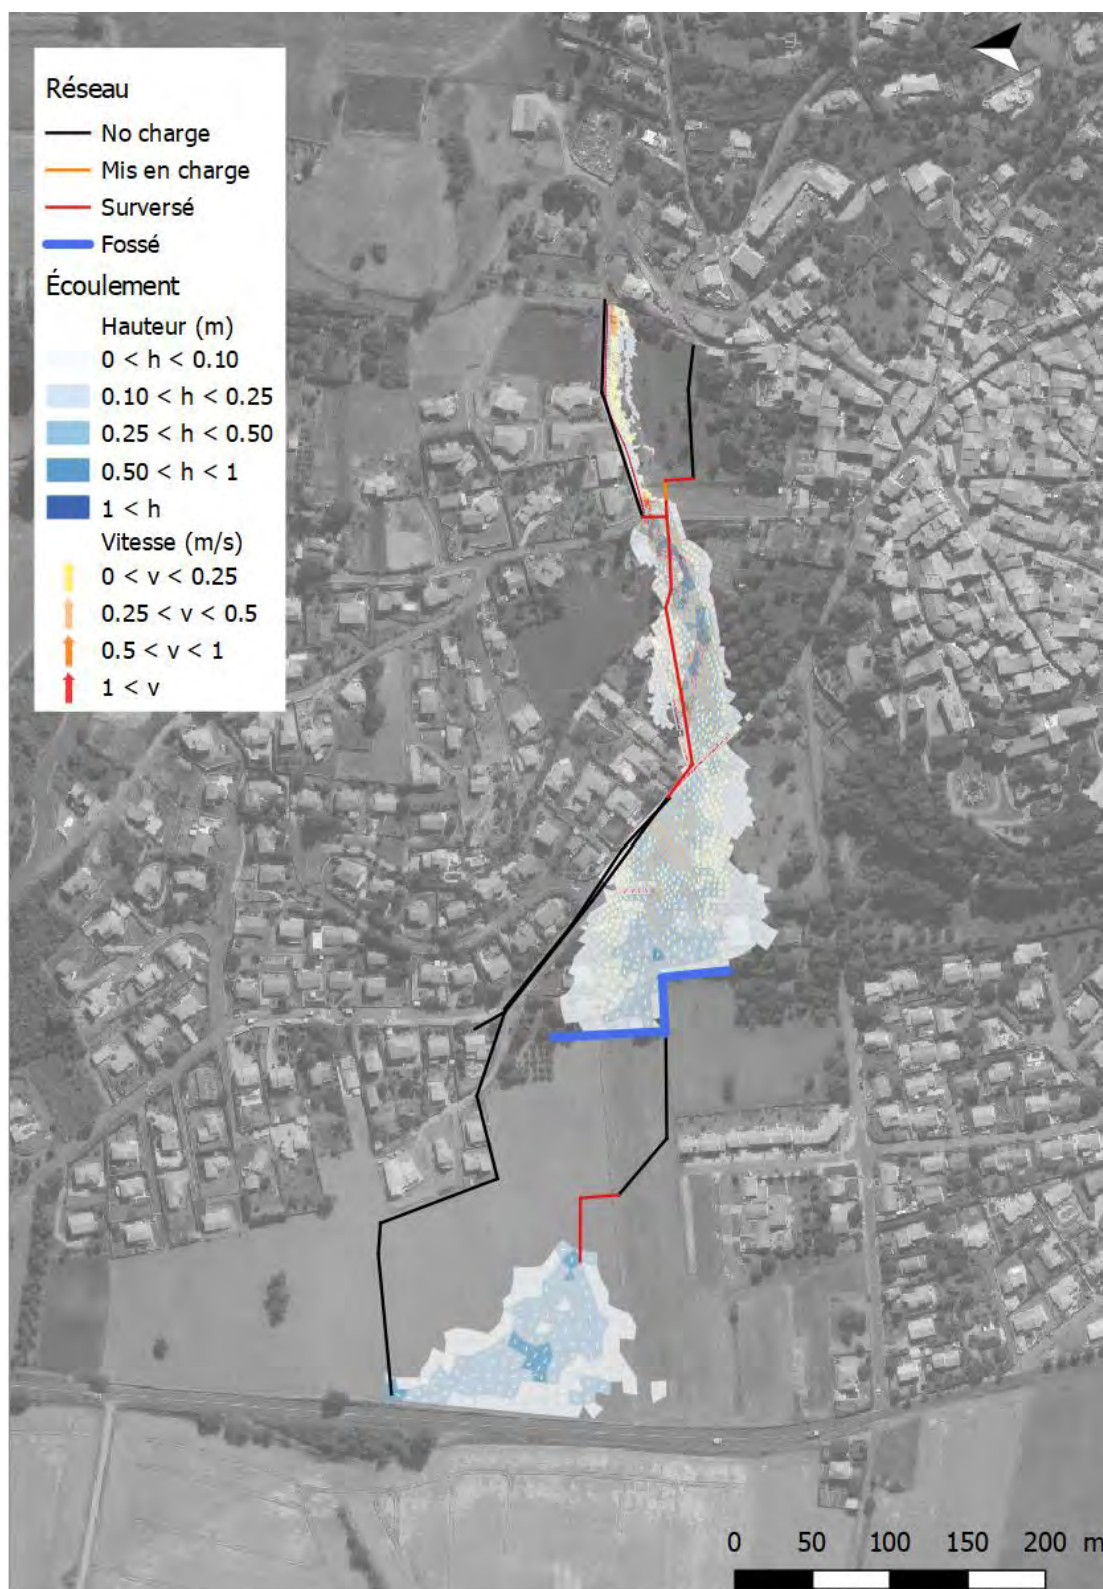 Réseau
No charge
Mis en charge
Surversé
Fossé
Écoulement
Hauteur (m)
0 < h < 0.10
0.10 < h < 0.25
0.25 < h < 0.50
0.50 < h < 1
1 < h
Vitesse (m/s)
0 < v < 0.25
0.25 < v < 0.5
0.5 < v < 1
1 < v
0 50 100 150 200 m